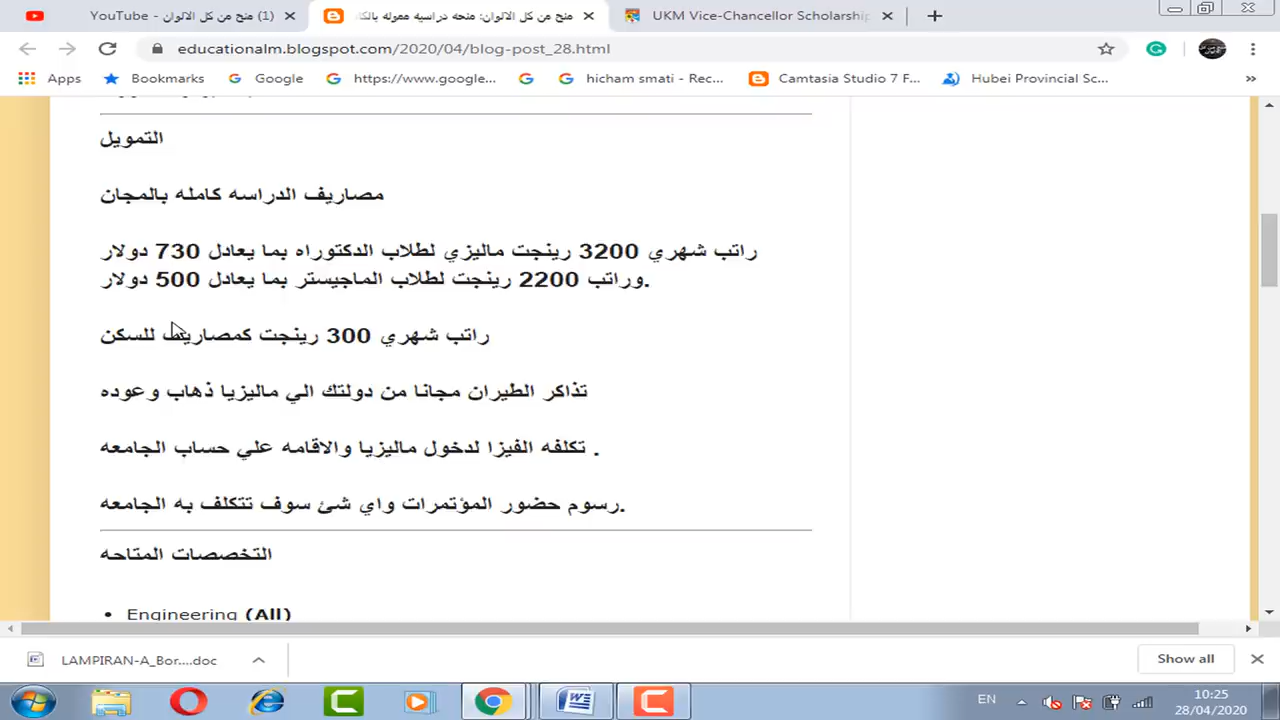 YouTube - منح من كل الالوان (1)
منح من كل الالوان: منحه دراسيه مموله بالكا
UKM Vice-Chancellor Scholarship
educationalm.blogspot.com/2020/04/blog-post_28.html
Apps
Bookmarks
Google
https://www.google...
hicham smati - Rec...
Camtasia Studio 7 F...
Hubei Provincial Sc...
»
التمويل
مصاريف الدراسه كامله بالمجان
راتب شهري 3200 رينجت ماليزي لطلاب الدكتوراه بما يعادل 730 دولار
وراتب 2200 رينجت لطلاب الماجيستر بما يعادل 500 دولار.
راتب شهري 300 رينجت كمصاريف للسكن
تذاكر الطيران مجانا من دولتك الي ماليزيا ذهاب وعوده
تكلفه الفيزا لدخول ماليزيا والاقامه علي حساب الجامعه .
رسوم حضور المؤتمرات واي شئ سوف تتكلف به الجامعه.
التخصصات المتاحه
• Engineering (All)
LAMPIRAN-A_Bor....doc
Show all
EN
10:25
28/04/2020